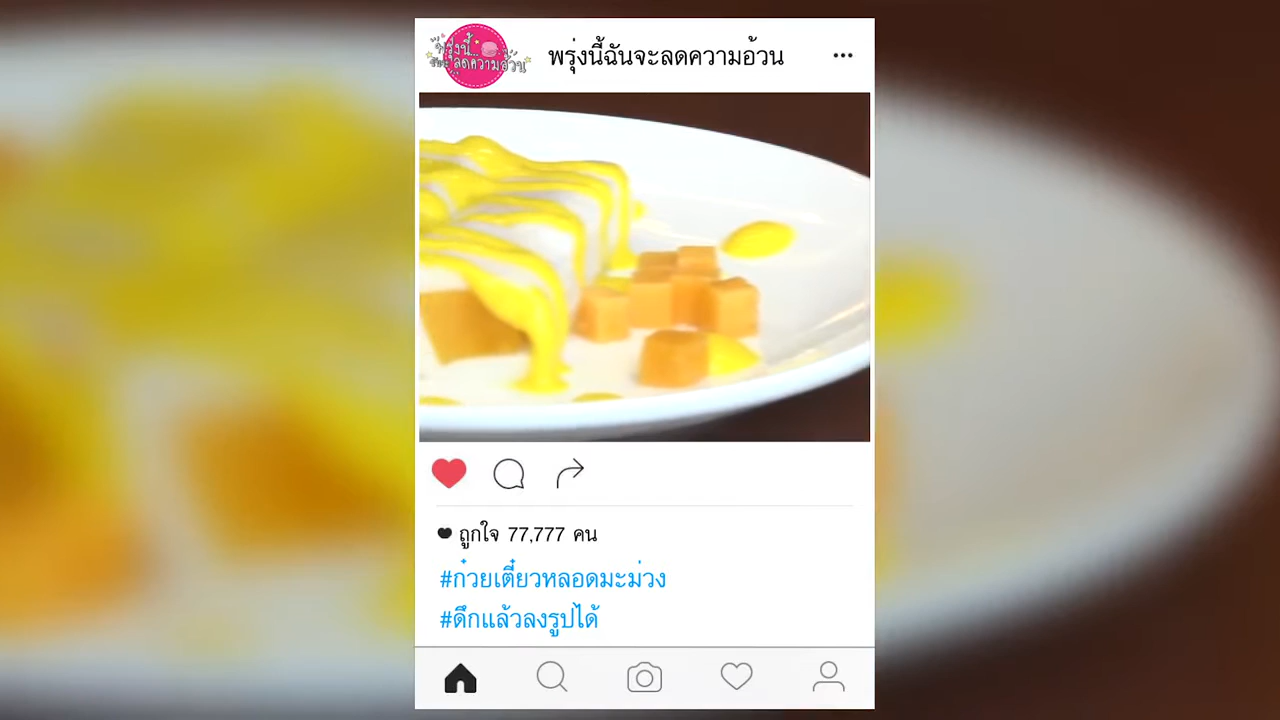 พรุ่งนี้...
ฉันจะลดความอ้วน
พรุ่งนี้ฉันจะลดความอ้วน
ถูกใจ 77,777 คน
#ก๋วยเตี๋ยวหลอดมะม่วง
#ดึกแล้วลงรูปได้